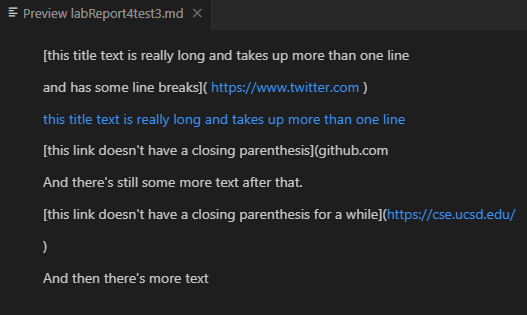 Preview labReport4test3.md
[this title text is really long and takes up more than one line
and has some line breaks]( https://www.twitter.com )
this title text is really long and takes up more than one line
[this link doesn't have a closing parenthesis](github.com
And there's still some more text after that.
[this link doesn't have a closing parenthesis for a while](https://cse.ucsd.edu/
)
And then there's more text